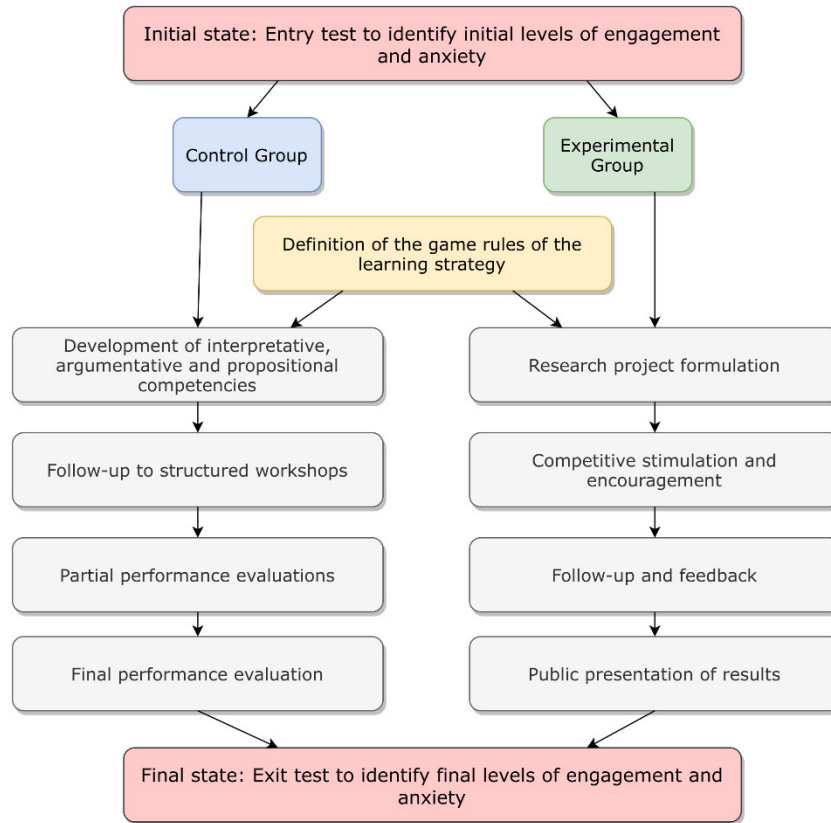 Initial state: Entry test to identify initial levels of engagement
and anxiety
Control Group
Experimental
Group
Definition of the game rules of the
learning strategy
Development of interpretative,
argumentative and propositional
competencies
Research project formulation
Follow-up to structured workshops
Competitive stimulation and
encouragement
Partial performance evaluations
Follow-up and feedback
Final performance evaluation
Public presentation of results
Final state: Exit test to identify final levels of engagement and
anxiety